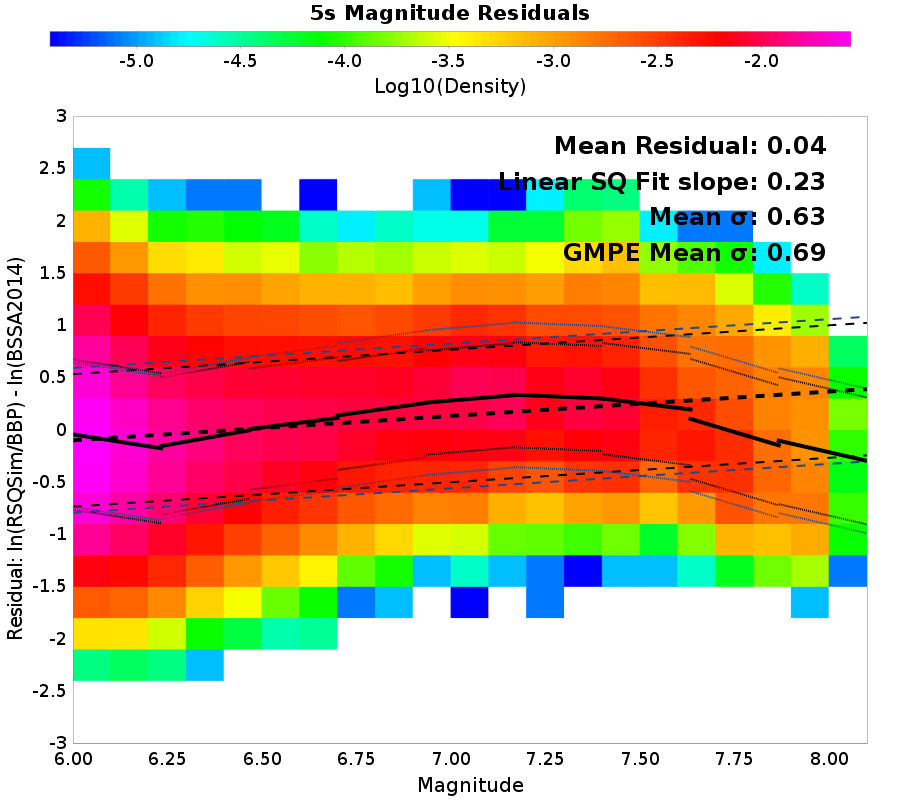 5s Magnitude Residuals
-5.0 -4.5 -4.0 -3.5 -3.0 -2.5 -2.0
Log10(Density)
Mean Residual: 0.04
Linear SQ Fit slope: 0.23
Mean σ: 0.63
GMPE Mean σ: 0.69
Residual: ln(RSQSim/BBP) - ln(BSSA2014)
3
2.5
2
1.5
1
0.5
0
-0.5
-1
-1.5
-2
-2.5
-3
6.00 6.25 6.50 6.75 7.00 7.25 7.50 7.75 8.00
Magnitude